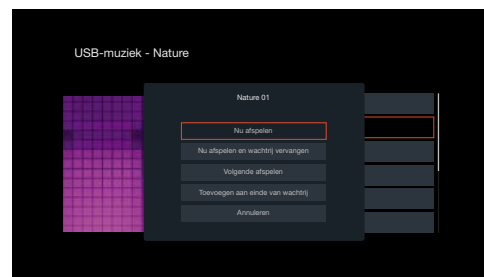 USB-muziek - Nature
Nature 01
Nu afspelen
Nu afspelen en wachtrij vervangen
Volgende afspelen
Toevoegen aan einde van wachtrij
Annuleren